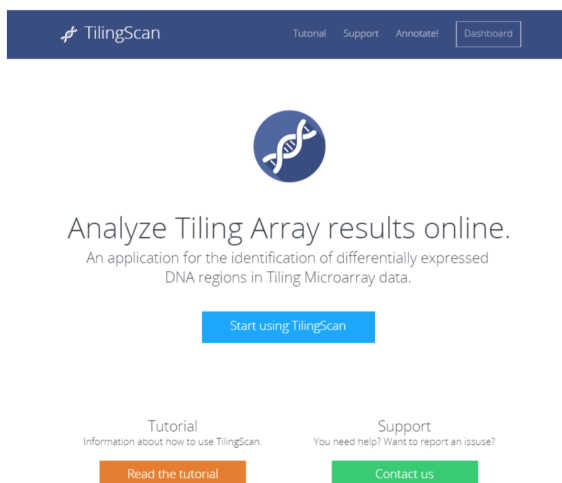 TilingScan
Tutorial Support Annotate! Dashboard
Analyze Tiling Array results online.
An application for the identification of differentially expressed
DNA regions in Tiling Microarray data.
Start using TilingScan
Tutorial
Information about how to use TilingScan.
Read the tutorial
Support
You need help? Want to report an issuse?
Contact us